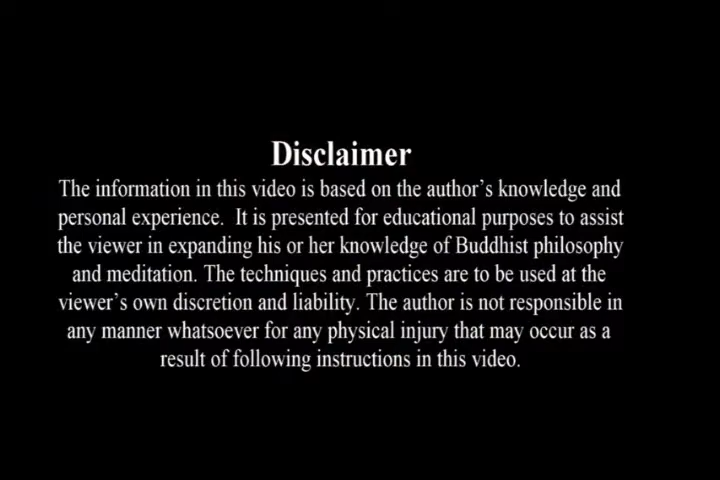 Disclaimer
The information in this video is based on the author's knowledge and
personal experience.  It is presented for educational purposes to assist
the viewer in expanding his or her knowledge of Buddhist philosophy
and meditation. The techniques and practices are to be used at the
viewer's own discretion and liability. The author is not responsible in
any manner whatsoever for any physical injury that may occur as a
result of following instructions in this video.